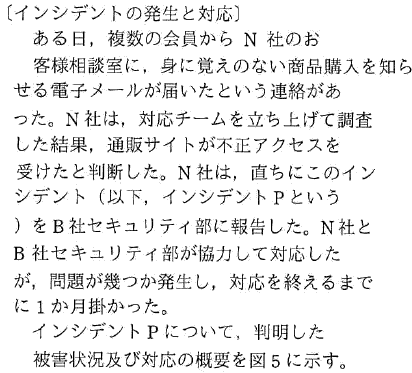 〔インシデントの発生と対応〕
ある日，複数の会員から N 社のお
客様相談室に，身に覚えのない商品購入を知ら
せる電子メールが届いたという連絡があ
った。N社は，対応チームを立ち上げて調査
した結果，通販サイトが不正アクセスを
受けたと判断した。N社は，直ちにこのイン
シデント（以下，インシデントPという
）をB社セキュリティ部に報告した。N社と
B 社セキュリティ部が協力して対応した
が，問題が幾つか発生し，対応を終えるまで
に1か月掛かった。
インシデントPについて，判明した
被害状況及び対応の概要を図5に示す。